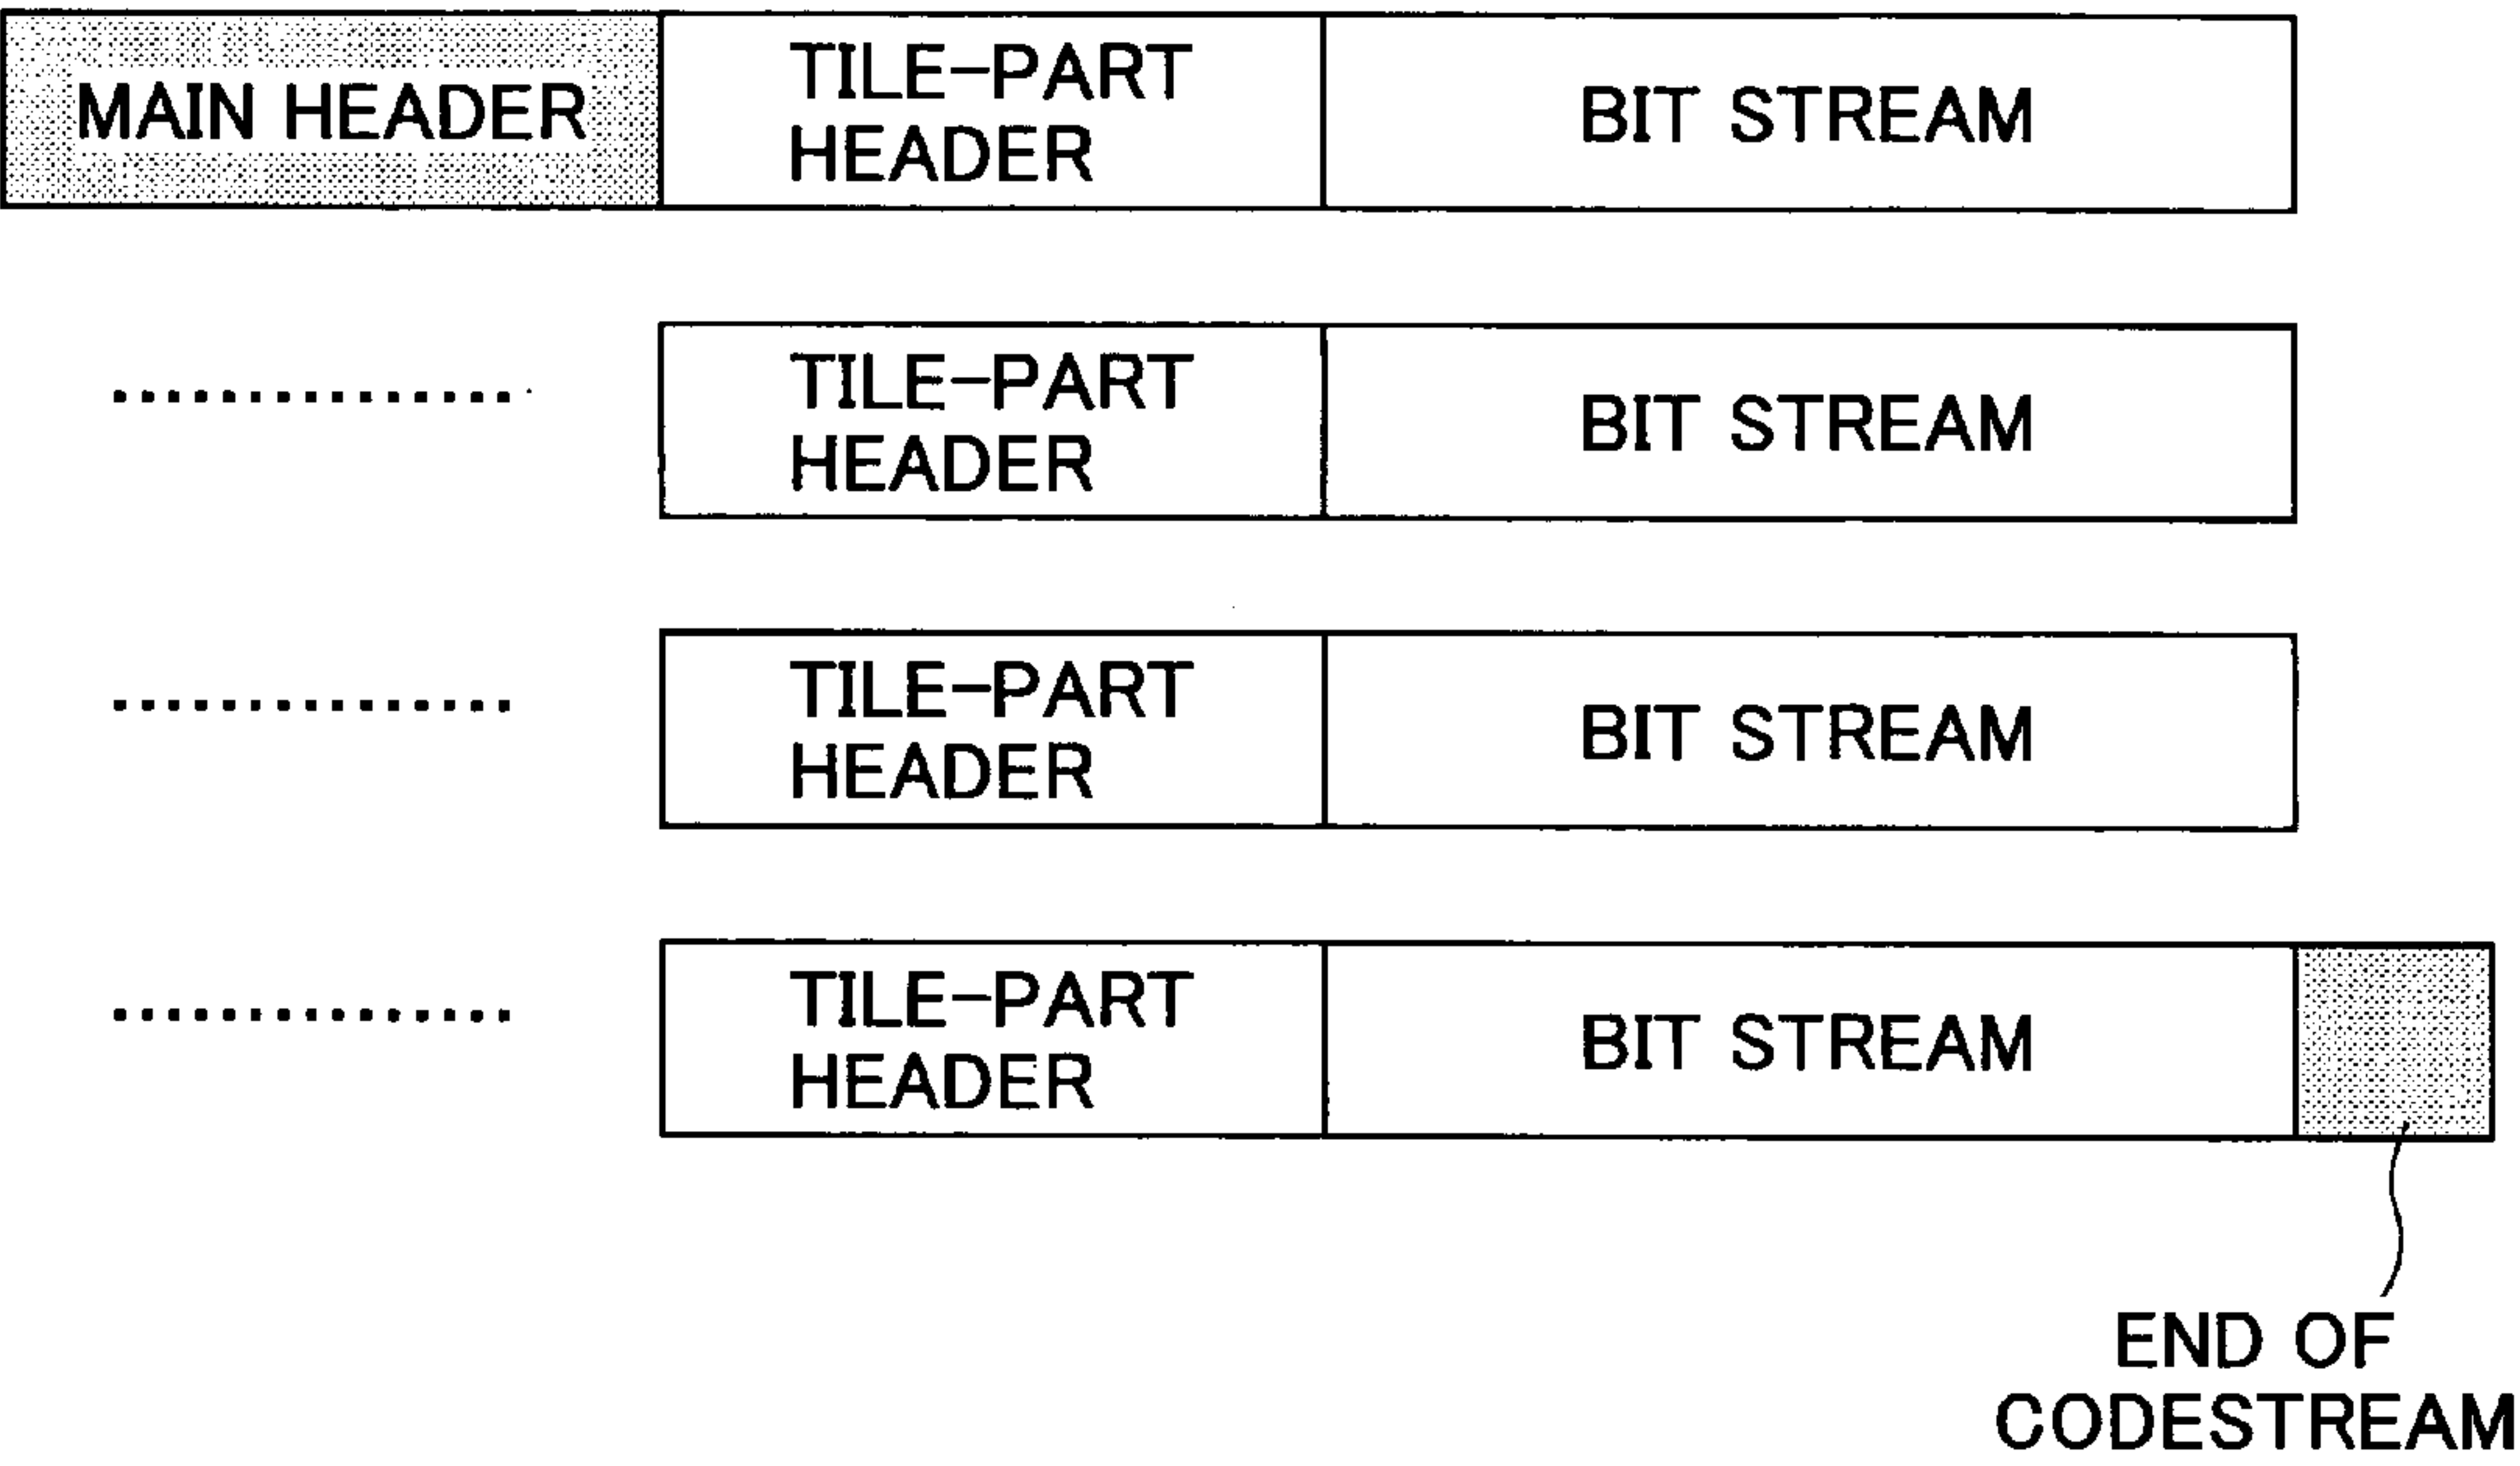 MAIN HEADER
TILE-PART
HEADER
BIT STREAM
TILE-PART
HEADER
BIT STREAM
TILE-PART
HEADER
BIT STREAM
TILE-PART
HEADER
BIT STREAM
END OF
CODESTREAM